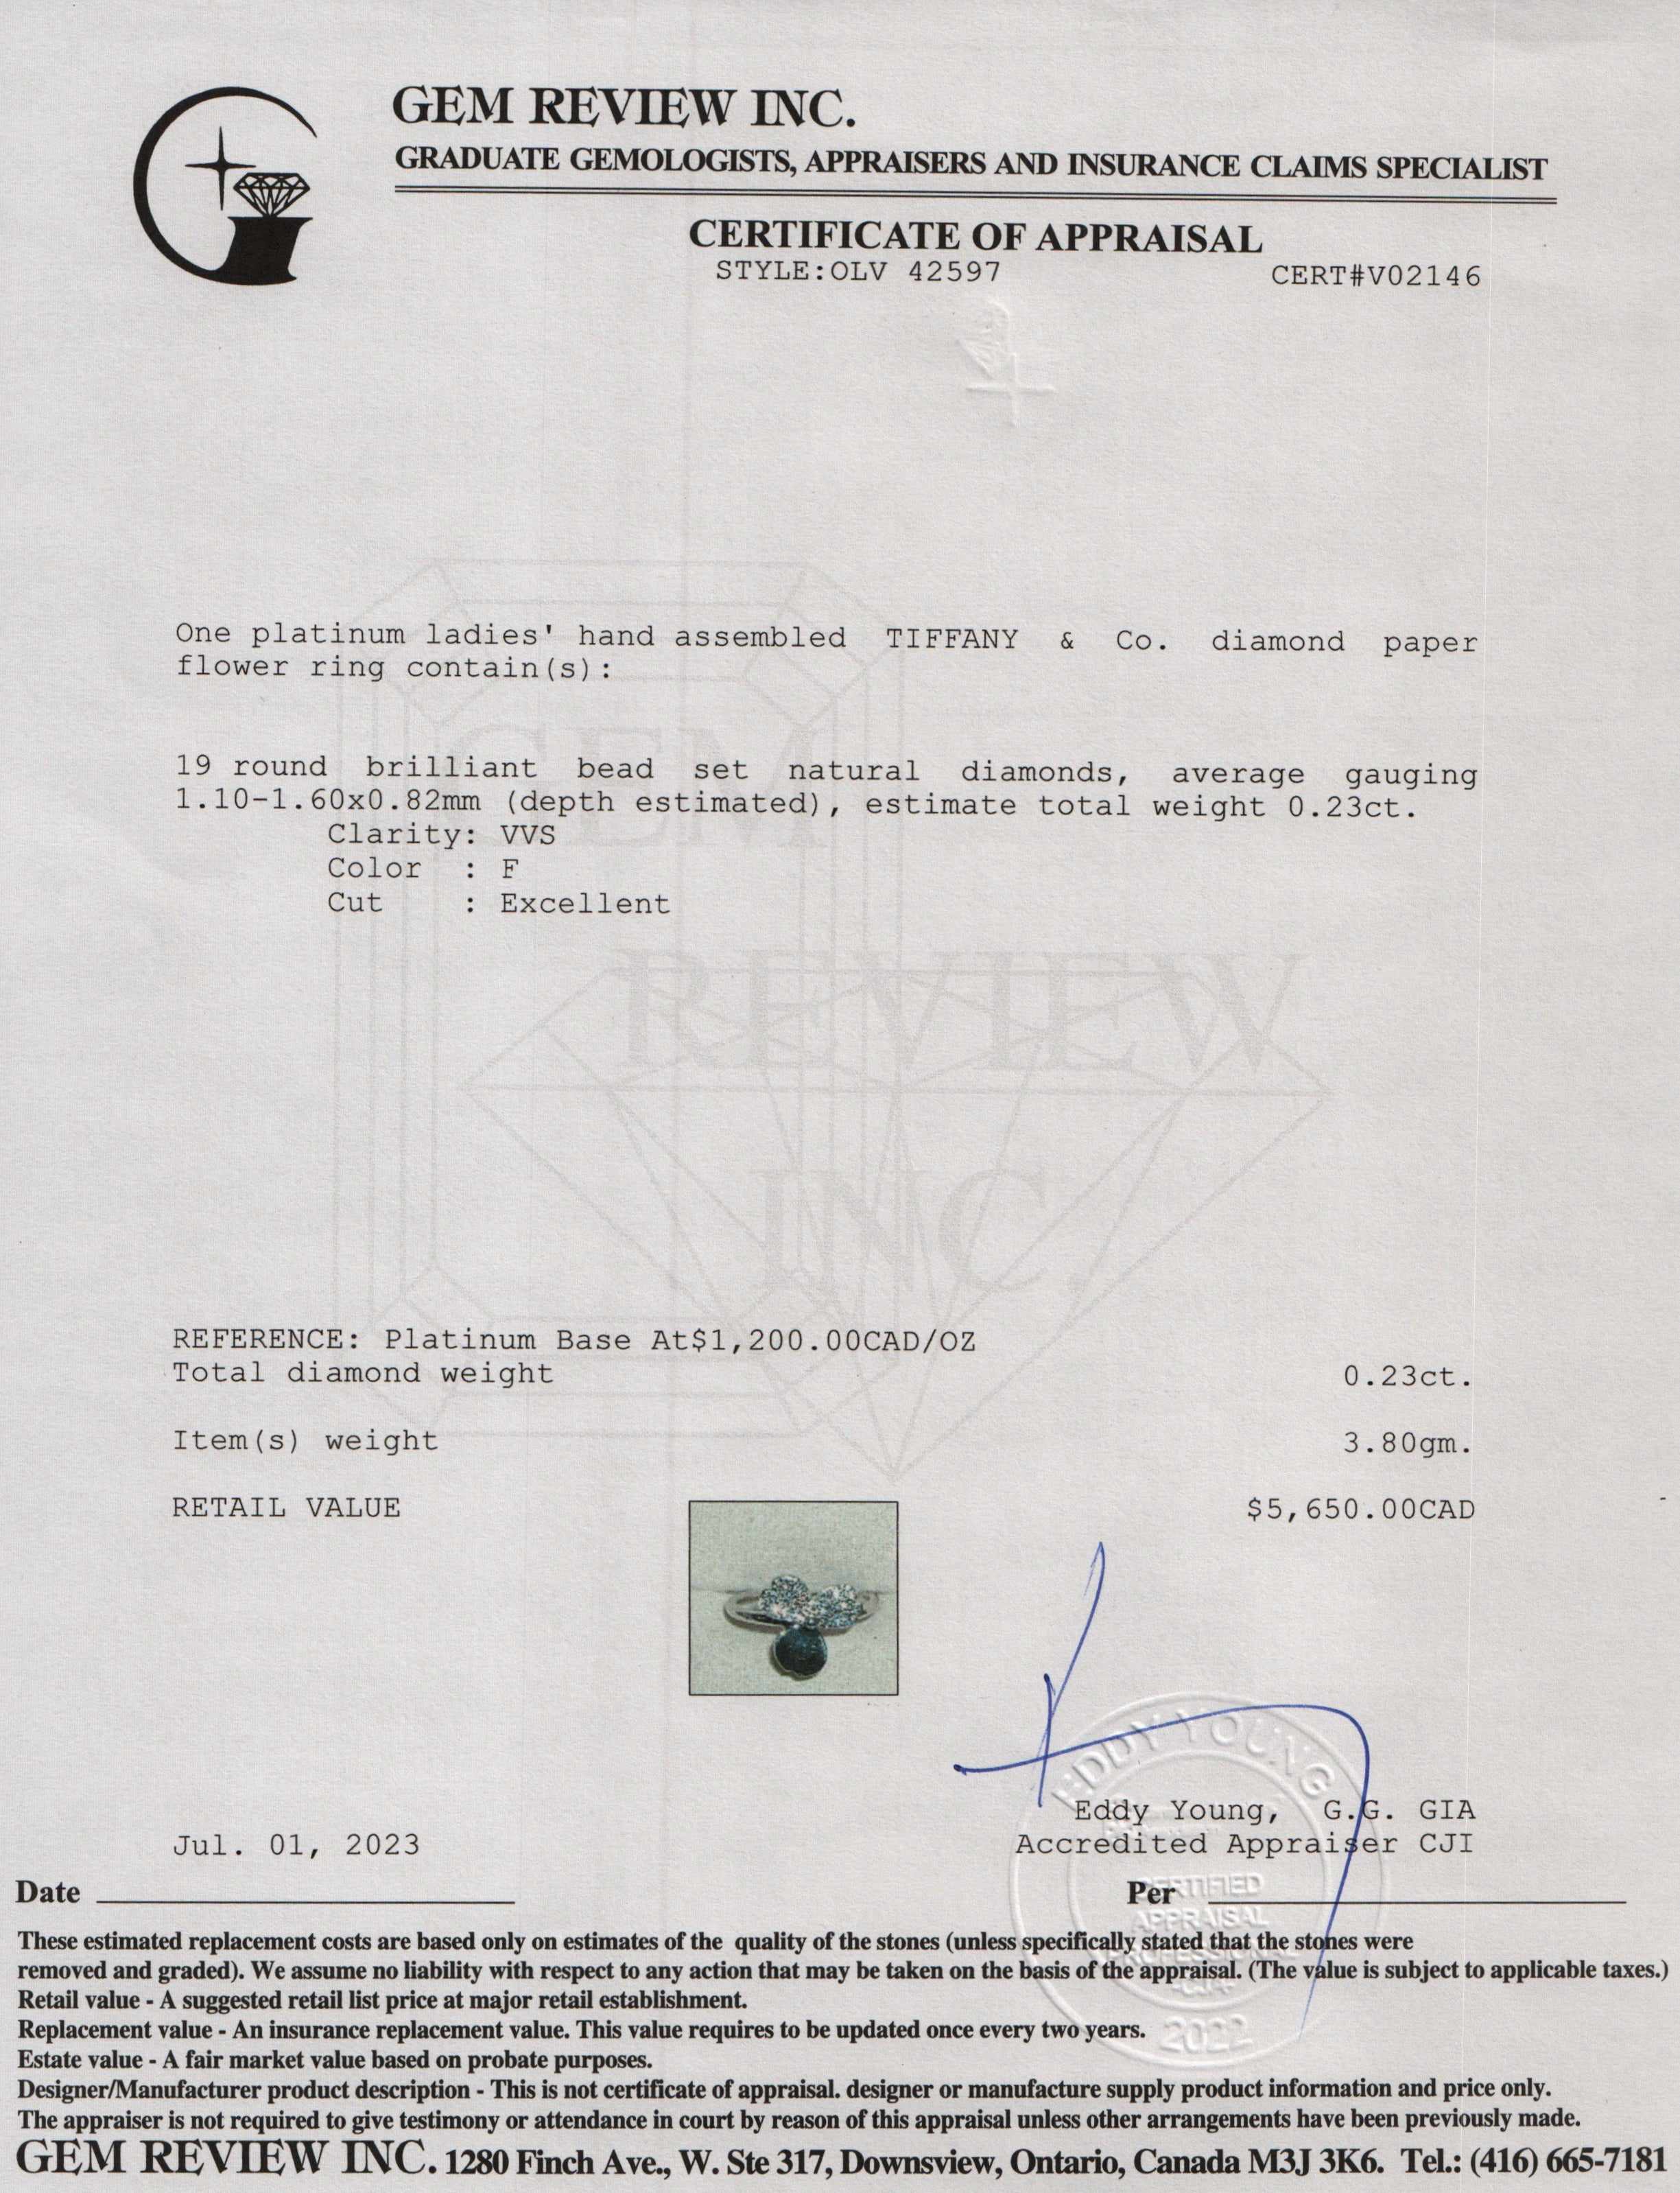 GEM REVIEW INC.
GRADUATE GEMOLOGISTS, APPRAISERS AND INSURANCE CLAIMS SPECIALIST
CERTIFICATE OF APPRAISAL
STYLE:OLV 42597 CERT#V02146
One platinum ladies' hand assembled TIFFANY & Co. diamond paper
flower ring contain(s):
19 round brilliant bead set natural diamonds, average gauging
1.10-1.60x0.82mm (depth estimated), estimate total weight 0.23ct.
Clarity: VVS
Color : F
Cut : Excellent
GEM
REVIEW
INC.
REFERENCE: Platinum Base At$1,200.00CAD/OZ
Total diamond weight 0.23ct.
Item(s) weight 3.80gm.
RETAIL VALUE $5,650.00CAD
EDDY YOUNG
Eddy Young, G.G. GIA
Jul. 01, 2023 Accredited Appraiser CJI
Date Per
CERTIFIED
APPRAISAL
PROFESSIONAL
2022
These estimated replacement costs are based only on estimates of the quality of the stones (unless specifically stated that the stones were
removed and graded). We assume no liability with respect to any action that may be taken on the basis of the appraisal. (The value is subject to applicable taxes.)
Retail value - A suggested retail list price at major retail establishment.
Replacement value - An insurance replacement value. This value requires to be updated once every two years.
Estate value - A fair market value based on probate purposes.
Designer/Manufacturer product description - This is not certificate of appraisal. designer or manufacture supply product information and price only.
The appraiser is not required to give testimony or attendance in court by reason of this appraisal unless other arrangements have been previously made.
GEM REVIEW INC. 1280 Finch Ave., W. Ste 317, Downsview, Ontario, Canada M3J 3K6. Tel.: (416) 665-7181